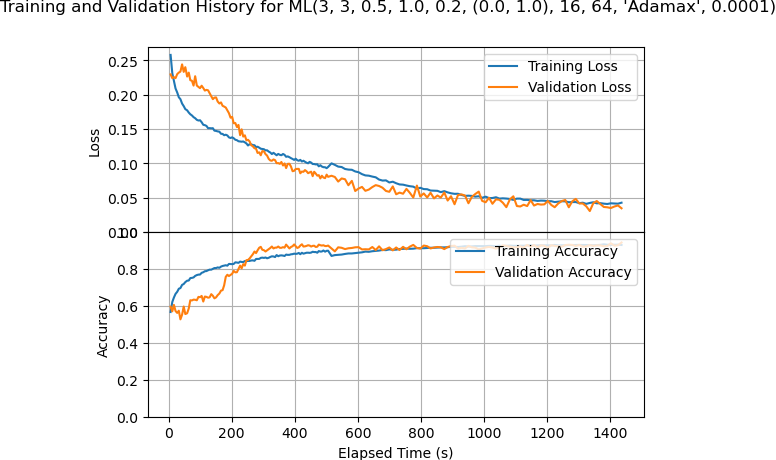 Training and Validation History for ML(3, 3, 0.5, 1.0, 0.2, (0.0, 1.0), 16, 64, 'Adamax', 0.0001)
0.25
0.20
0.15
0.10
0.05
0.00
Loss
Training Loss
Validation Loss
1.0
0.8
0.6
0.4
0.2
0.0
Accuracy
Training Accuracy
Validation Accuracy
0 200 400 600 800 1000 1200 1400
Elapsed Time (s)